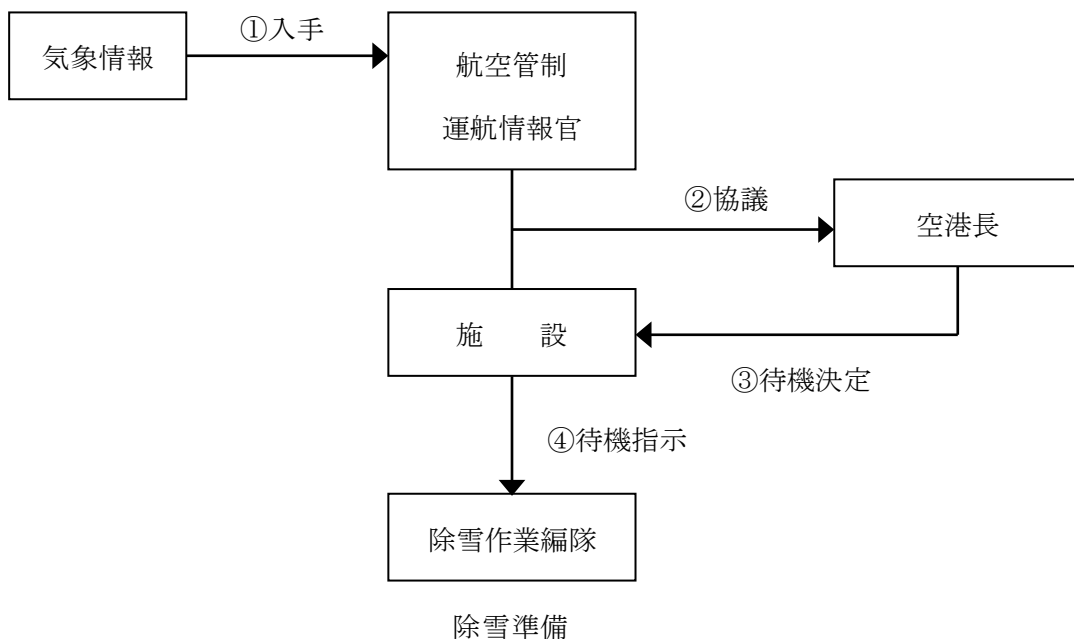 ①入手
気象情報
航空管制
運航情報官
②協議
空港長
施　　設
③待機決定
④待機指示
除雪作業編隊
除雪準備